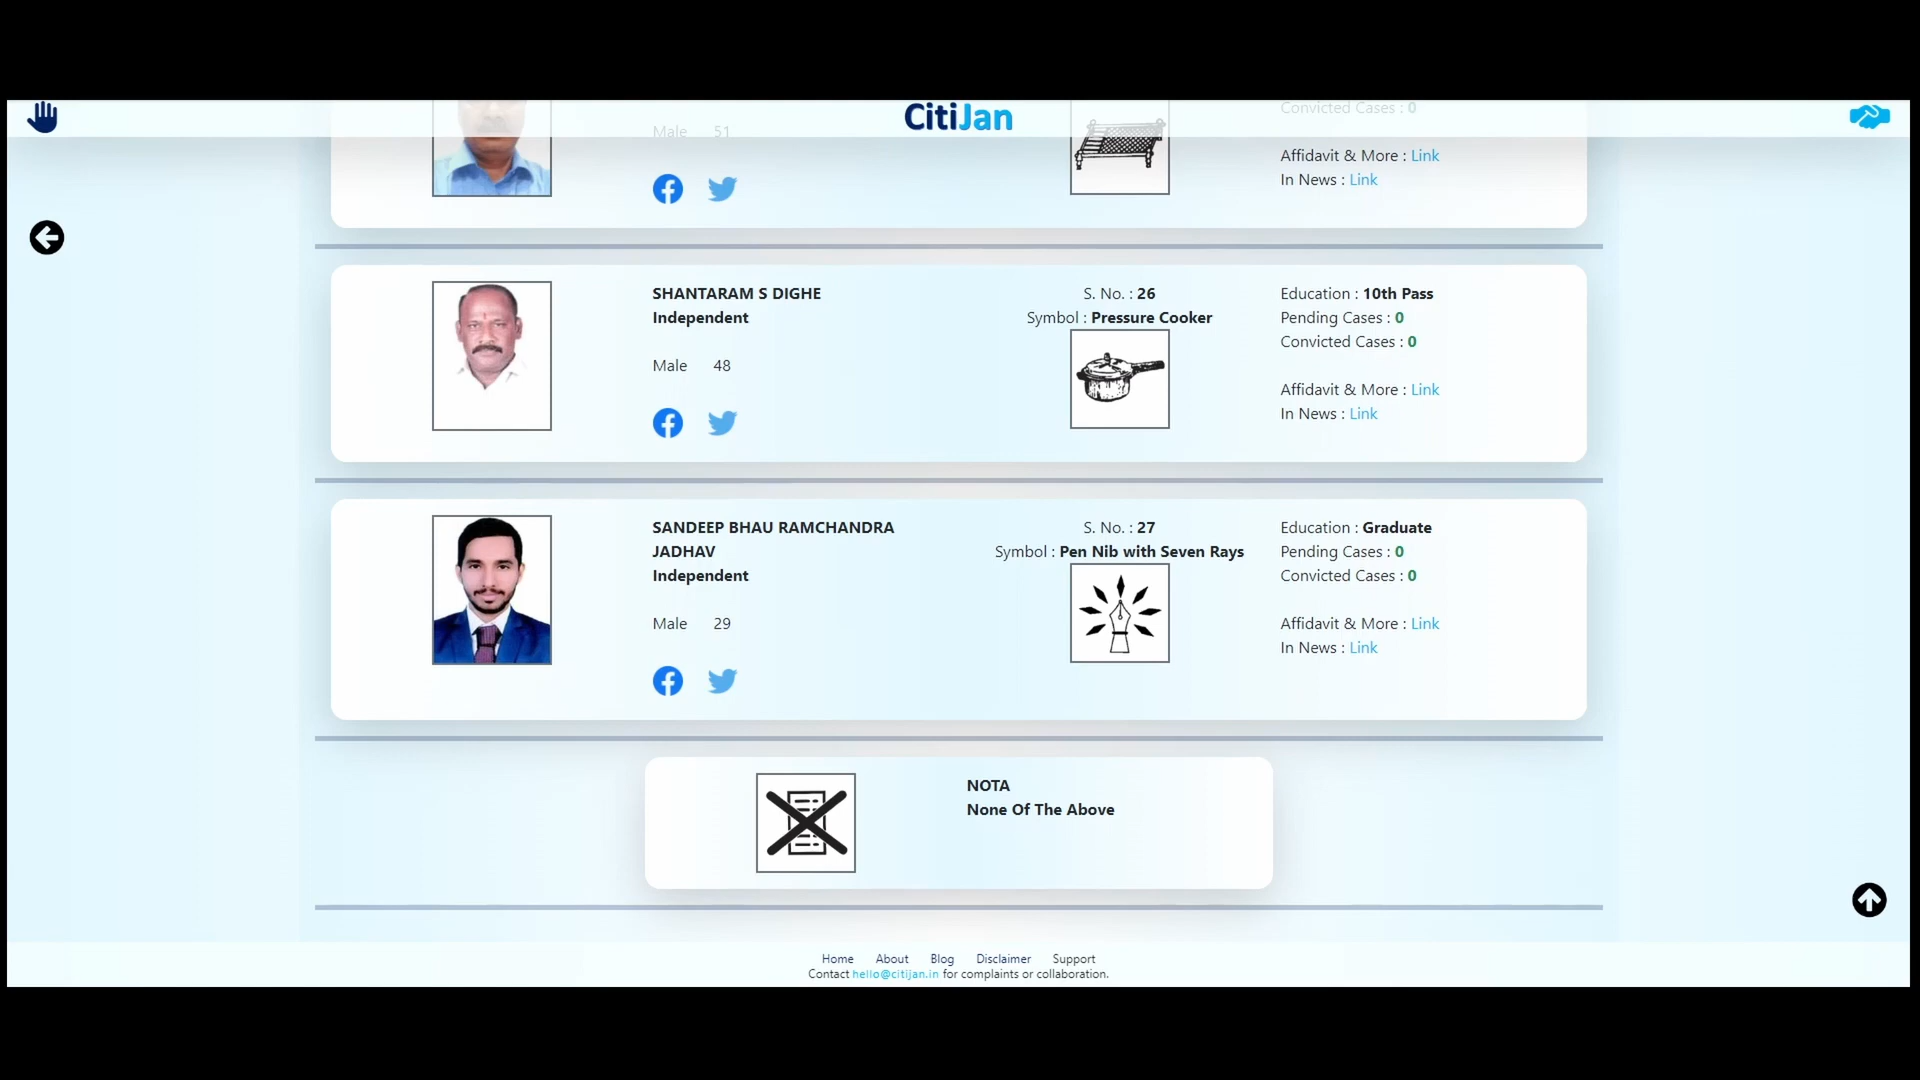 CitiJan
Convicted Cases : 0
Male 51
Affidavit & More : Link
In News : Link
SHANTARAM S DIGHE
Independent
Male 48
S. No. : 26
Symbol : Pressure Cooker
Education : 10th Pass
Pending Cases : 0
Convicted Cases : 0
Affidavit & More : Link
In News : Link
SANDEEP BHAU RAMCHANDRA
JADHAV
Independent
Male 29
S. No. : 27
Symbol : Pen Nib with Seven Rays
Education : Graduate
Pending Cases : 0
Convicted Cases : 0
Affidavit & More : Link
In News : Link
NOTA
None Of The Above
Home About Blog Disclaimer Support
Contact hello@citijan.in for complaints or collaboration.